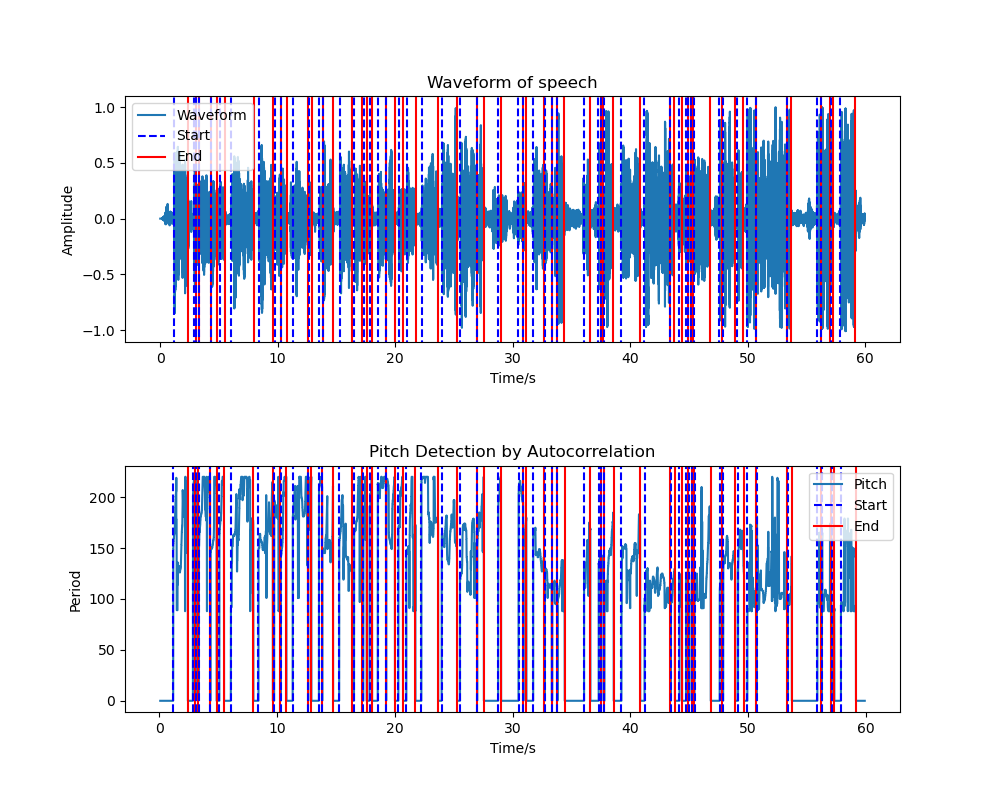 Waveform of speech
Amplitude
1.0
0.5
0.0
−0.5
−1.0
Waveform
Start
End
0 10 20 30 40 50 60
Time/s
Pitch Detection by Autocorrelation
Period
200
150
100
50
0
Pitch
Start
End
0 10 20 30 40 50 60
Time/s